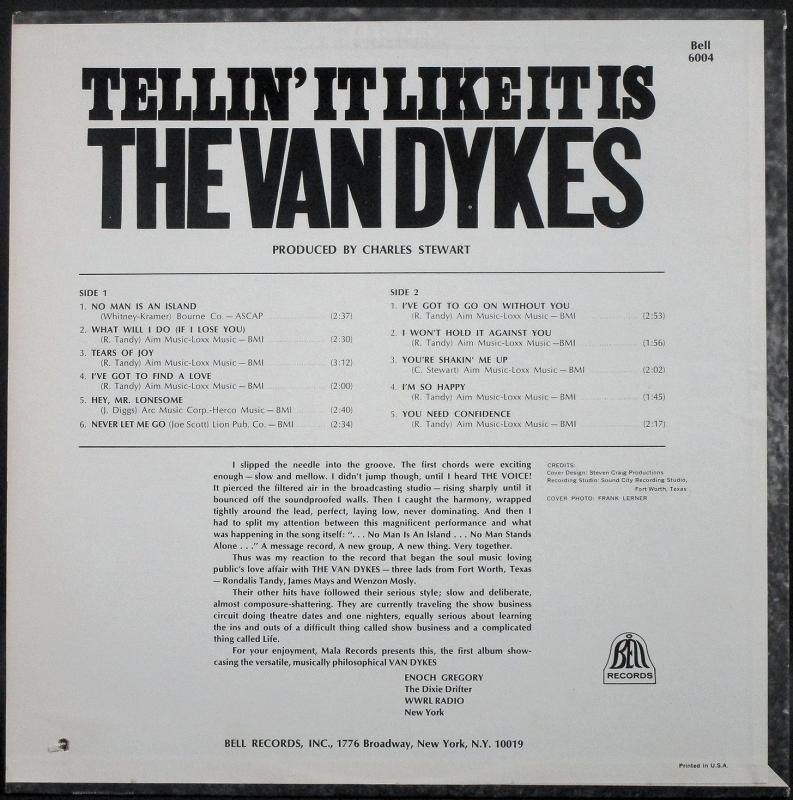 Bell
6004
TELLIN' IT LIKE IT IS
THE VAN DYKES
PRODUCED BY CHARLES STEWART
SIDE 1
1. NO MAN IS AN ISLAND
(Whitney-Kramer) Bourne Co. — ASCAP (2:37)
2. WHAT WILL I DO (IF I LOSE YOU)
(R. Tandy) Aim Music-Loxx Music — BMI (2:30)
3. TEARS OF JOY
(R. Tandy) Aim Music-Loxx Music — BMI (3:12)
4. I'VE GOT TO FIND A LOVE
(R. Tandy) Aim Music-Loxx Music — BMI (2:00)
5. HEY, MR. LONESOME
(J. Diggs) Arc Music Corp.-Herco Music — BMI (2:40)
6. NEVER LET ME GO (Joe Scott) Lion Pub. Co. — BMI (2:34)
SIDE 2
1. I'VE GOT TO GO ON WITHOUT YOU
(R. Tandy) Aim Music-Loxx Music — BMI (2:53)
2. I WON'T HOLD IT AGAINST YOU
(R. Tandy) Aim Music-Loxx Music — BMI (1:56)
3. YOU'RE SHAKIN' ME UP
(C. Stewart) Aim Music-Loxx Music — BMI (2:02)
4. I'M SO HAPPY
(R. Tandy) Aim Music-Loxx Music — BMI (1:45)
5. YOU NEED CONFIDENCE
(R. Tandy) Aim Music-Loxx Music — BMI (2:17)
I slipped the needle into the groove. The first chords were exciting
enough — slow and mellow. I didn't jump though, until I heard THE VOICE!
It pierced the filtered air in the broadcasting studio — rising sharply until it
bounced off the soundproofed walls. Then I caught the harmony, wrapped
tightly around the lead, perfect, laying low, never dominating. And then I
had to split my attention between this magnificent performance and what
was happening in the song itself: ". . . No Man Is An Island . . . No Man Stands
Alone . . ." A message record, A new group, A new thing. Very together.
Thus was my reaction to the record that began the soul music loving
public's love affair with THE VAN DYKES — three lads from Fort Worth, Texas
— Rondalis Tandy, James Mays and Wenzon Mosly.
Their other hits have followed their serious style; slow and deliberate,
almost composure-shattering. They are currently traveling the show business
circuit doing theatre dates and one nighters, equally serious about learning
the ins and outs of a difficult thing called show business and a complicated
thing called Life.
For your enjoyment, Mala Records presents this, the first album show-
casing the versatile, musically philosophical VAN DYKES
ENOCH GREGORY
The Dixie Drifter
WWRL RADIO
New York
CREDITS:
Cover Design: Steven Craig Productions
Recording Studio: Sound City Recording Studio,
Fort Worth, Texas
COVER PHOTO: FRANK LERNER
BELL
RECORDS
BELL RECORDS, INC., 1776 Broadway, New York, N.Y. 10019
Printed in U.S.A.